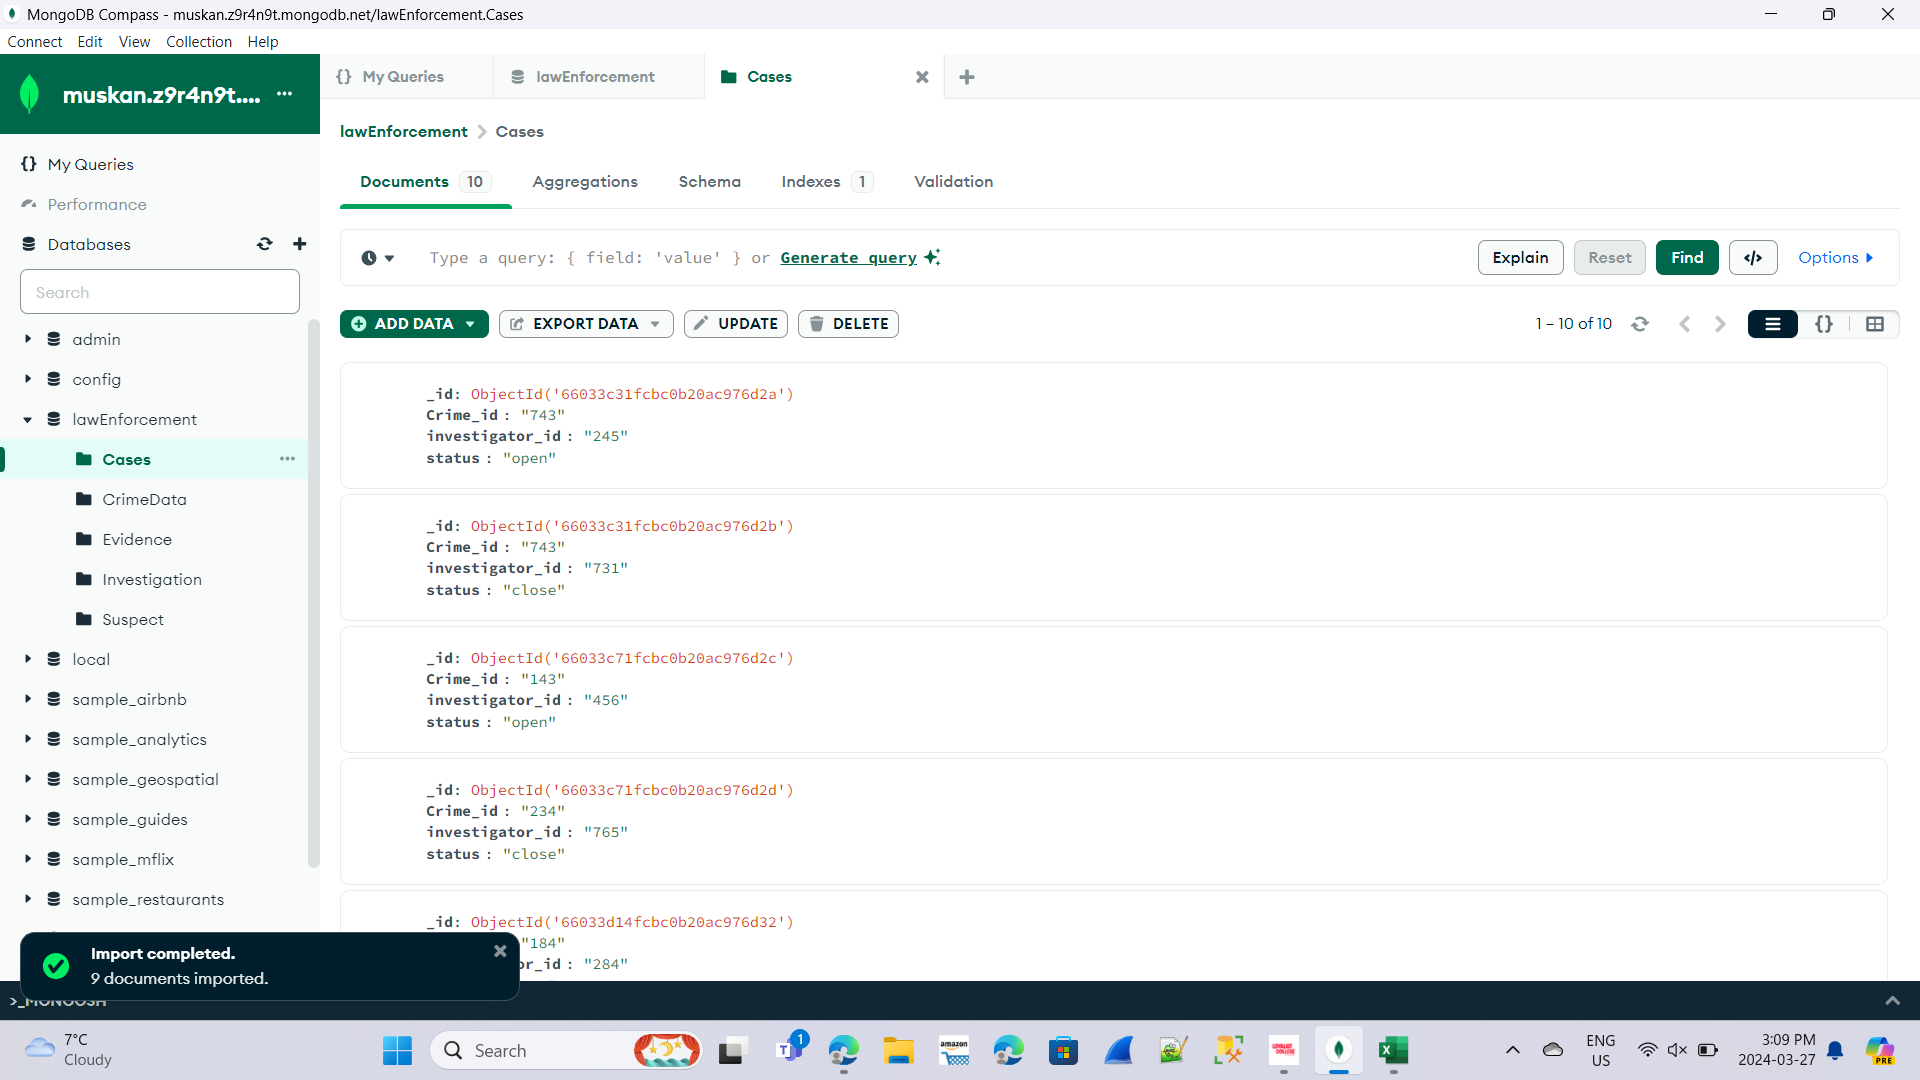 MongoDB Compass - muskan.z9r4n9t.mongodb.net/lawEnforcement.Cases
Connect Edit View Collection Help
muskan.z9r4n9t.... ...
My Queries
lawEnforcement
Cases
lawEnforcement > Cases
My Queries
Performance
Databases
Search
admin
config
lawEnforcement
Cases
CrimeData
Evidence
Investigation
Suspect
local
sample_airbnb
sample_analytics
sample_geospatial
sample_guides
sample_mflix
sample_restaurants
Documents 10 Aggregations Schema Indexes 1 Validation
Type a query: { field: 'value' } or Generate query
Explain Reset Find </> Options
ADD DATA EXPORT DATA UPDATE DELETE
1 – 10 of 10
_id: ObjectId('66033c31fcbc0b20ac976d2a')
Crime_id : "743"
investigator_id : "245"
status : "open"
_id: ObjectId('66033c31fcbc0b20ac976d2b')
Crime_id : "743"
investigator_id : "731"
status : "close"
_id: ObjectId('66033c71fcbc0b20ac976d2c')
Crime_id : "143"
investigator_id : "456"
status : "open"
_id: ObjectId('66033c71fcbc0b20ac976d2d')
Crime_id : "234"
investigator_id : "765"
status : "close"
_id: ObjectId('66033d14fcbc0b20ac976d32')
"184"
or_id : "284"
Import completed.
9 documents imported.
>_MONGOSH
7°C
Cloudy
Search
1
amazon
LOYALIST
COLLEGE
ENG
US
3:09 PM
2024-03-27
PRE